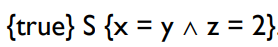 {true} S {x = y ∧ z = 2}